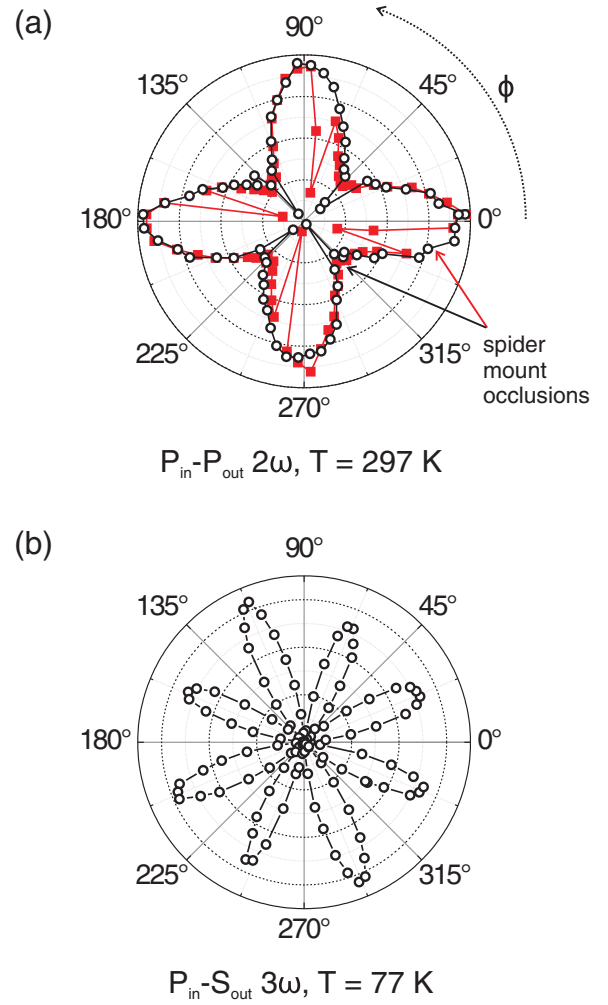 (a)
90°
135°
45°
ϕ
180°
0°
225°
315°
270°
spider
mount
occlusions
P_in-P_out 2ω, T = 297 K
(b)
90°
135°
45°
180°
0°
225°
315°
270°
P_in-S_out 3ω, T = 77 K